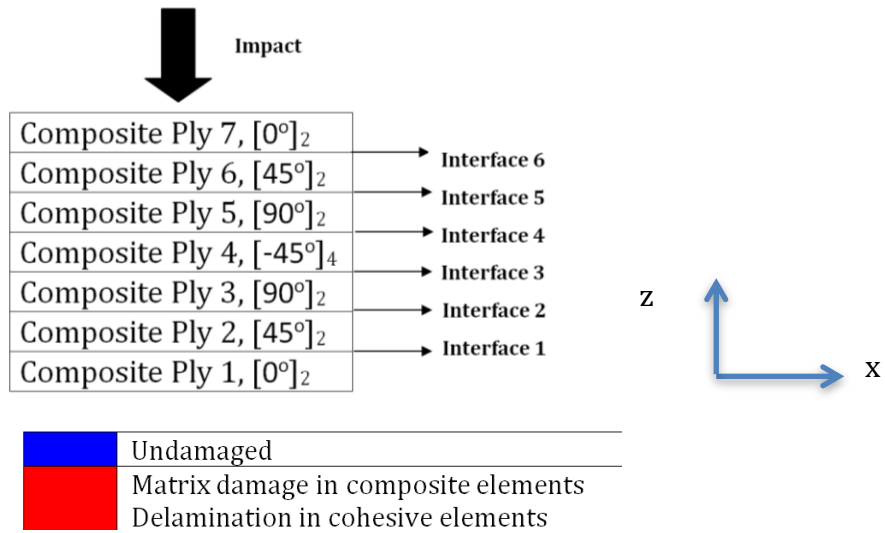 Impact
Composite Ply 7, [0°]₂
Interface 6
Composite Ply 6, [45°]₂
Interface 5
Composite Ply 5, [90°]₂
Interface 4
Composite Ply 4, [-45°]₄
Interface 3
Composite Ply 3, [90°]₂
Interface 2
Composite Ply 2, [45°]₂
Interface 1
Composite Ply 1, [0°]₂
z
x
Undamaged
Matrix damage in composite elements
Delamination in cohesive elements